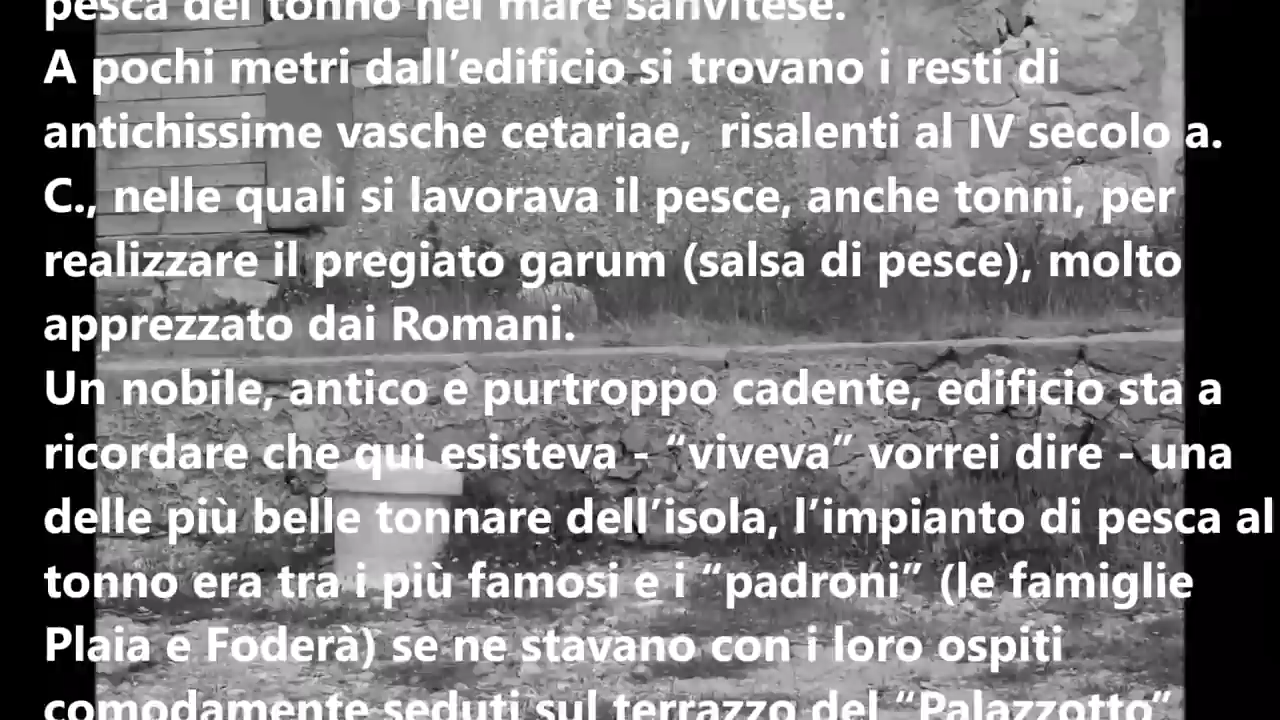 pesca del tonno nel mare sanvitese.
A pochi metri dall’edificio si trovano i resti di
antichissime vasche cetariae,  risalenti al IV secolo a.
C., nelle quali si lavorava il pesce, anche tonni, per
realizzare il pregiato garum (salsa di pesce), molto
apprezzato dai Romani.
Un nobile, antico e purtroppo cadente, edificio sta a
ricordare che qui esisteva - “viveva” vorrei dire - una
delle più belle tonnare dell’isola, l’impianto di pesca al
tonno era tra i più famosi e i “padroni” (le famiglie
Plaia e Foderà) se ne stavano con i loro ospiti
comodamente seduti sul terrazzo del “Palazzotto”